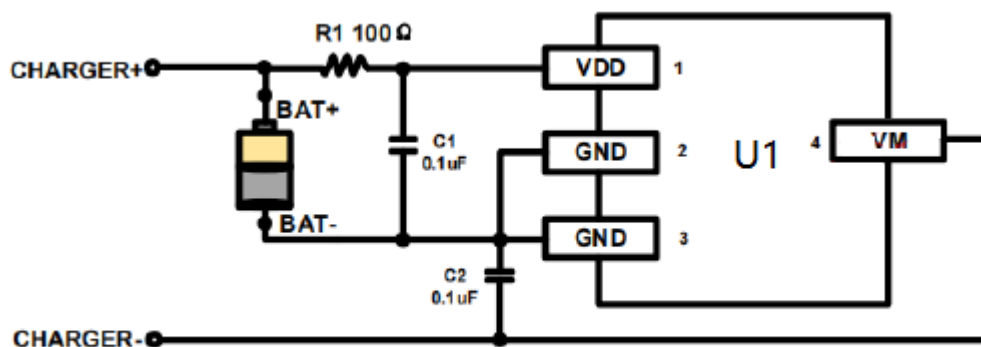 R1 100Ω
CHARGER+
VDD 1
BAT+
C1
0.1uF
GND 2
U1
4 VM
BAT-
GND 3
C2
0.1uF
CHARGER-